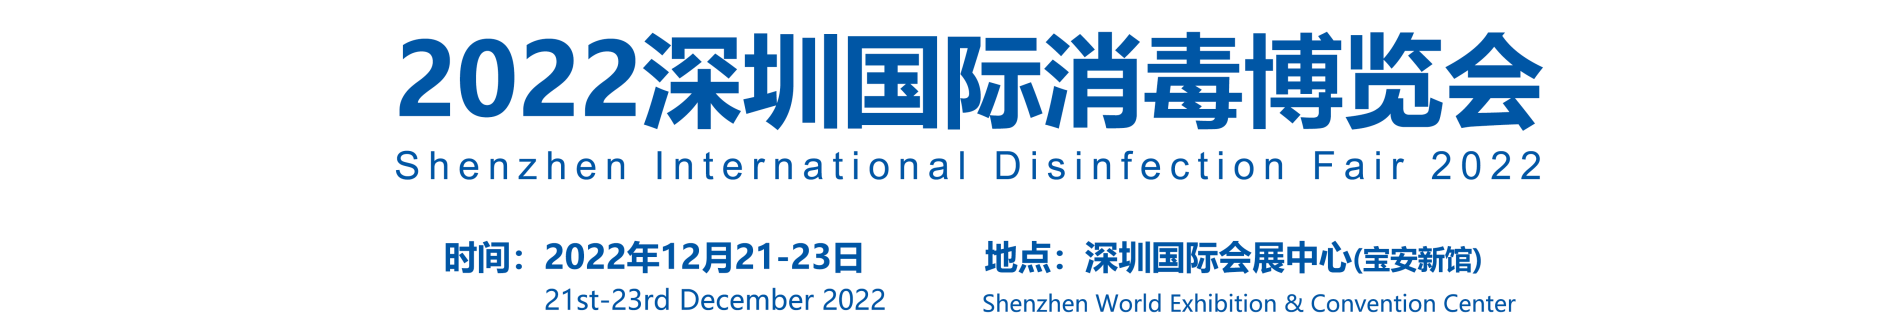 2022深圳国际消毒博览会
Shenzhen International Disinfection Fair 2022
时间：2022年12月21-23日
21st-23rd December 2022
地点：深圳国际会展中心(宝安新馆)
Shenzhen World Exhibition & Convention Center